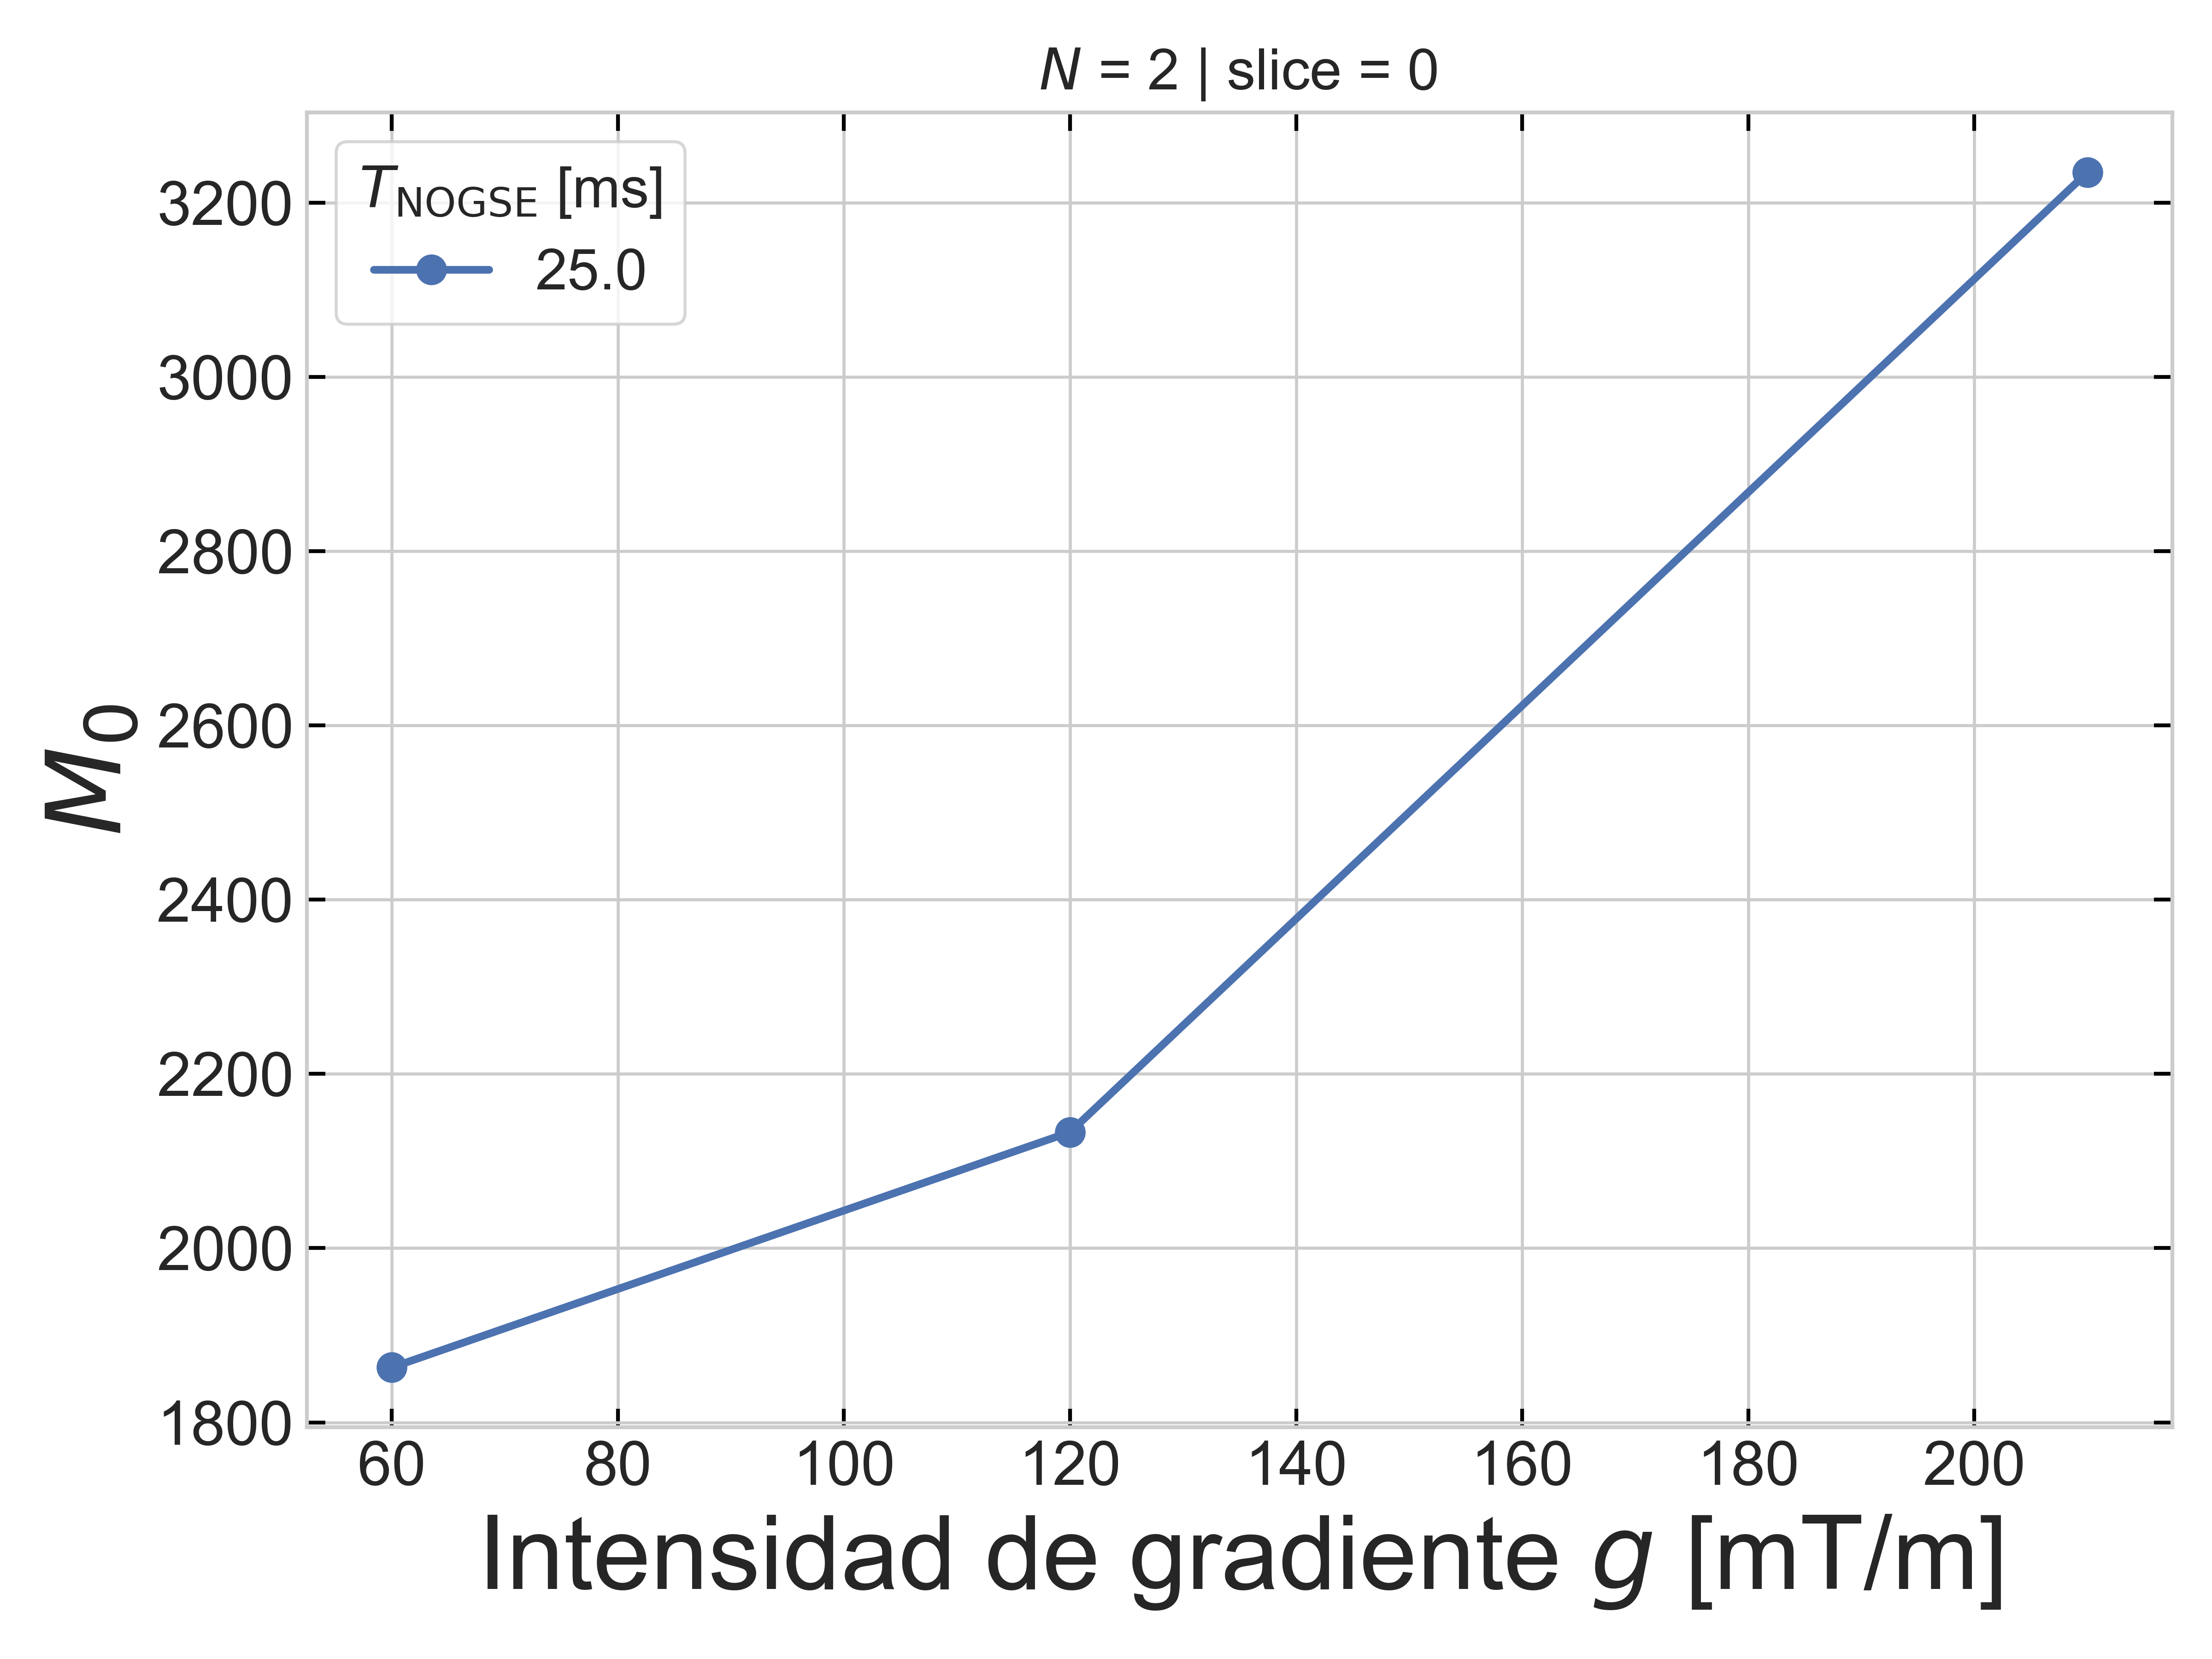 N = 2 | slice = 0
T_NOGSE [ms]
25.0
3200
3000
2800
2600
2400
2200
2000
1800
M_0
60 80 100 120 140 160 180 200
Intensidad de gradiente g [mT/m]